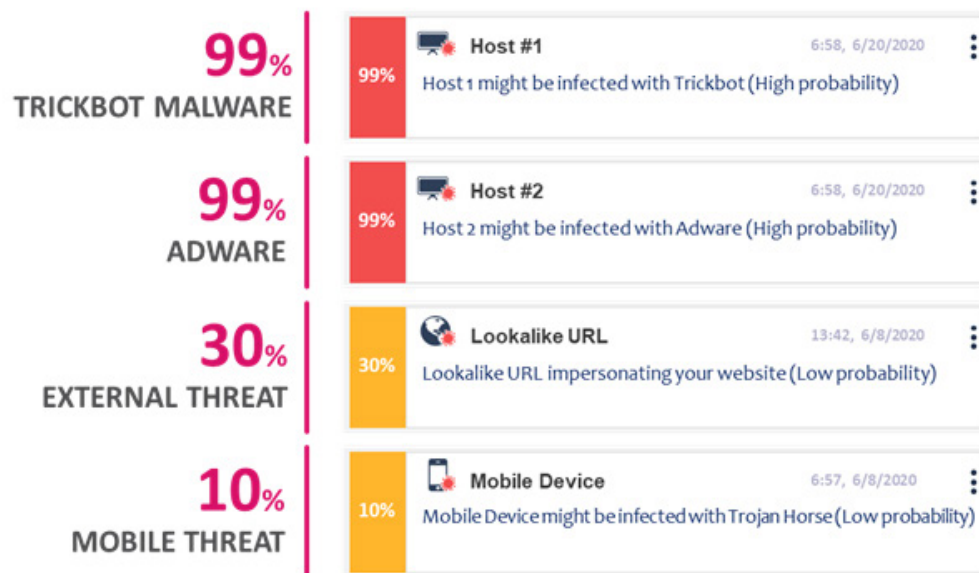 99%
TRICKBOT MALWARE
99%
Host #1
6:58, 6/20/2020
Host 1 might be infected with Trickbot (High probability)
99%
ADWARE
99%
Host #2
6:58, 6/20/2020
Host 2 might be infected with Adware (High probability)
30%
EXTERNAL THREAT
30%
Lookalike URL
13:42, 6/8/2020
Lookalike URL impersonating your website (Low probability)
10%
MOBILE THREAT
10%
Mobile Device
6:57, 6/8/2020
Mobile Device might be infected with Trojan Horse (Low probability)